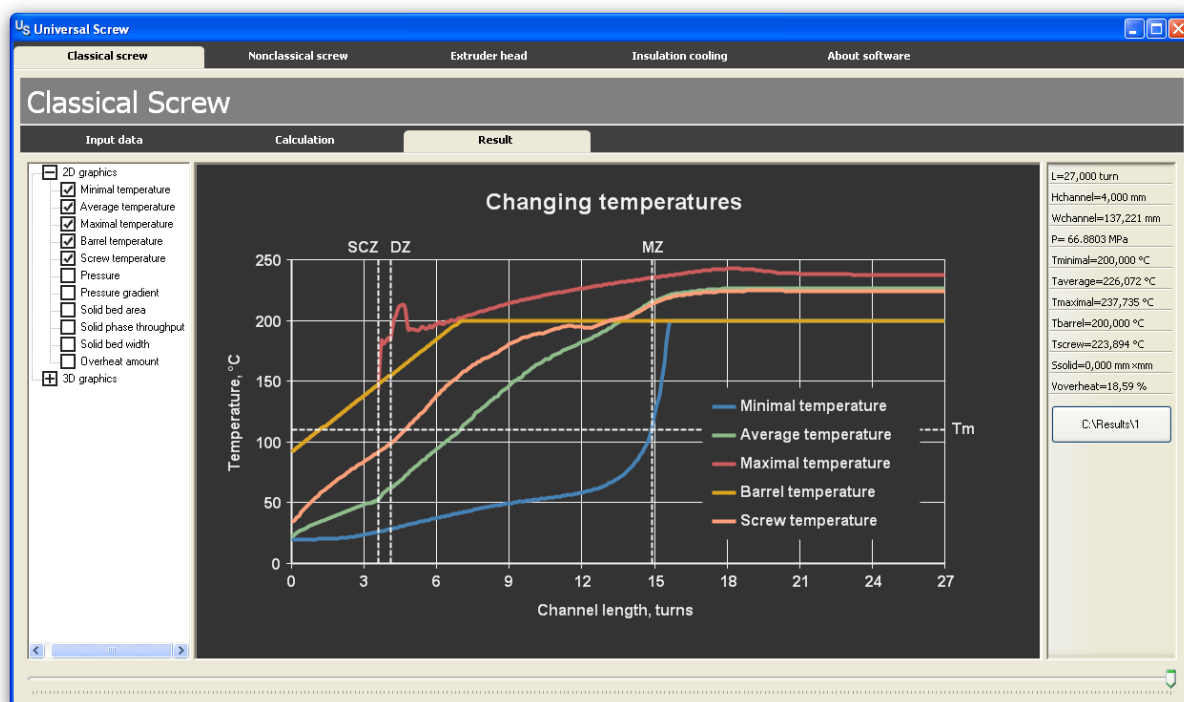 US Universal Screw
Classical screw Nonclassical screw Extruder head Insulation cooling About software
Classical Screw
Input data Calculation Result
2D graphics
Minimal temperature
Average temperature
Maximal temperature
Barrel temperature
Screw temperature
Pressure
Pressure gradient
Solid bed area
Solid phase throughput
Solid bed width
Overheat amount
3D graphics
Changing temperatures
SCZ DZ MZ
Temperature, °C
250
200
150
100
50
0
Tm
Minimal temperature
Average temperature
Maximal temperature
Barrel temperature
Screw temperature
0 3 6 9 12 15 18 21 24 27
Channel length, turns
L=27,000 turn
Hchannel=4,000 mm
Wchannel=137,221 mm
P= 66.8803 MPa
Tminimal=200,000 °C
Taverage=226,072 °C
Tmaximal=237,735 °C
Tbarrel=200,000 °C
Tscrew=223,894 °C
Ssolid=0,000 mm×mm
Voverheat=18,59 %
C:\Results\1